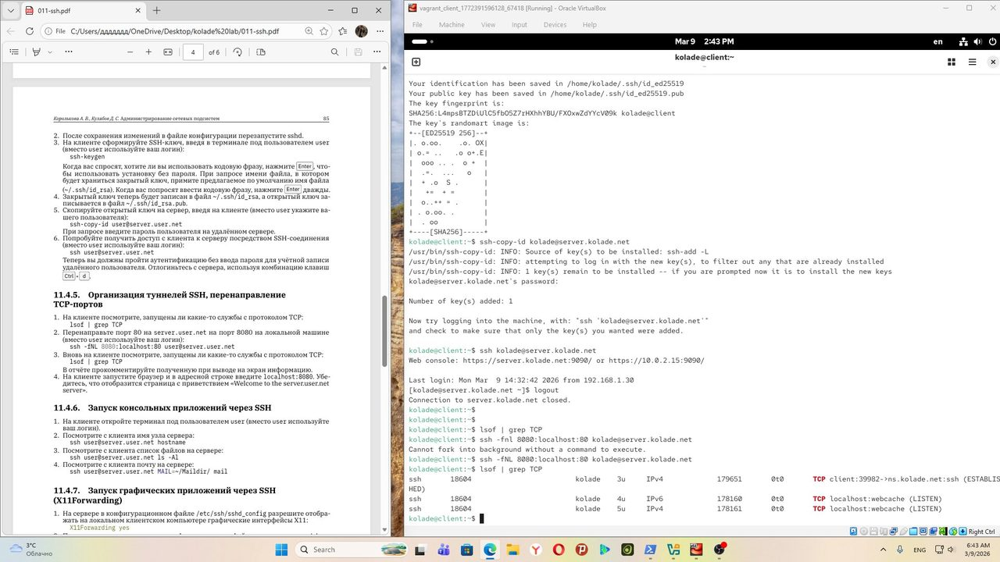 011-ssh.pdf
File
C:/Users/дддддд/OneDrive/Desktop/kolade%20lab/011-ssh.pdf
4
of 6
Королькова А. В., Кулябов Д. С. Администрирование сетевых подсистем
85
2. После сохранения изменений в файле конфигурации перезапустите sshd.
3. На клиенте сформируйте SSH-ключ, введя в терминале под пользователем user
(вместо user используйте ваш логин):
ssh-keygen
Когда вас спросят, хотите ли вы использовать кодовую фразу, нажмите Enter, что-
бы использовать установку без пароля. При запросе имени файла, в котором
будет храниться закрытый ключ, примите предлагаемое по умолчанию имя файла
(~/.ssh/id_rsa). Когда вас попросят ввести кодовую фразу, нажмите Enter дважды.
4. Закрытый ключ теперь будет записан в файл ~/.ssh/id_rsa, а открытый ключ за-
писывается в файл ~/.ssh/id_rsa.pub.
5. Скопируйте открытый ключ на сервер, введя на клиенте (вместо user укажите ва-
шего пользователя):
ssh-copy-id user@server.user.net
При запросе введите пароль пользователя на удалённом сервере.
6. Попробуйте получить доступ с клиента к серверу посредством SSH-соединения
(вместо user используйте ваш логин):
ssh user@server.user.net
Теперь вы должны пройти аутентификацию без ввода пароля для учётной записи
удалённого пользователя. Отлогиньтесь с сервера, используя комбинацию клавиш
Ctrl + d .
11.4.5. Организация туннелей SSH, перенаправление
TCP-портов
1. На клиенте посмотрите, запущены ли какие-то службы с протоколом TCP:
lsof | grep TCP
2. Перенаправьте порт 80 на server.user.net на порт 8080 на локальной машине
(вместо user используйте ваш логин):
ssh -fNL 8080:localhost:80 user@server.user.net
3. Вновь на клиенте посмотрите, запущены ли какие-то службы с протоколом TCP:
lsof | grep TCP
В отчёте прокомментируйте полученную при выводе на экран информацию.
4. На клиенте запустите браузер и в адресной строке введите localhost:8080. Убе-
дитесь, что отобразится страница с приветствием «Welcome to the server.user.net
server».
11.4.6. Запуск консольных приложений через SSH
1. На клиенте откройте терминал под пользователем user (вместо user используйте
ваш логин).
2. Посмотрите с клиента имя узла сервера:
ssh user@server.user.net hostname
3. Посмотрите с клиента список файлов на сервере:
ssh user@server.user.net ls -Al
4. Посмотрите с клиента почту на сервере:
ssh user@server.user.net MAIL=~/Maildir/ mail
11.4.7. Запуск графических приложений через SSH
(X11Forwarding)
1. На сервере в конфигурационном файле /etc/ssh/sshd_config разрешите отобра-
жать на локальном клиентском компьютере графические интерфейсы X11:
X11Forwarding yes
vagrant_client_1772391596128_67418 [Running] - Oracle VirtualBox
File Machine View Input Devices Help
Mar 9 2:43 PM
en
kolade@client:~
Your identification has been saved in /home/kolade/.ssh/id_ed25519
Your public key has been saved in /home/kolade/.ssh/id_ed25519.pub
The key fingerprint is:
SHA256:L4mpsBTZDiUlC5fbO5Z7rHXhhYBU/FXOxwZdYYcV09k kolade@client
The key's randomart image is:
+--[ED25519 256]--+
|. o.oo.    .o. OX|
| o.= ..   .o o+.E|
|  ooo .. .  o +  |
|  .=.  ...   o   |
|  + .o  S .      |
|   +=  + =       |
|  o..++ = .      |
| . o.oo. .       |
|  . oo           |
+----[SHA256]-----+
kolade@client:~$ ssh-copy-id kolade@server.kolade.net
/usr/bin/ssh-copy-id: INFO: Source of key(s) to be installed: ssh-add -L
/usr/bin/ssh-copy-id: INFO: attempting to log in with the new key(s), to filter out any that are already installed
/usr/bin/ssh-copy-id: INFO: 1 key(s) remain to be installed -- if you are prompted now it is to install the new keys
kolade@server.kolade.net's password:
Number of key(s) added: 1
Now try logging into the machine, with: "ssh 'kolade@server.kolade.net'"
and check to make sure that only the key(s) you wanted were added.
kolade@client:~$ ssh kolade@server.kolade.net
Web console: https://server.kolade.net:9090/ or https://10.0.2.15:9090/
Last login: Mon Mar  9 14:32:42 2026 from 192.168.1.30
[kolade@server.kolade.net ~]$ logout
Connection to server.kolade.net closed.
kolade@client:~$
kolade@client:~$
kolade@client:~$ lsof | grep TCP
kolade@client:~$ ssh -fnl 8080:localhost:80 kolade@server.kolade.net
Cannot fork into background without a command to execute.
kolade@client:~$ ssh -fNL 8080:localhost:80 kolade@server.kolade.net
kolade@client:~$ lsof | grep TCP
ssh 18604 kolade 3u IPv4 179651 0t0 TCP client:39982->ns.kolade.net:ssh (ESTABLIS
HED)
ssh 18604 kolade 4u IPv6 178160 0t0 TCP localhost:webcache (LISTEN)
ssh 18604 kolade 5u IPv4 178161 0t0 TCP localhost:webcache (LISTEN)
kolade@client:~$
Right Ctrl
3°C
Облачно
Search
ENG
6:43 AM
3/9/2026